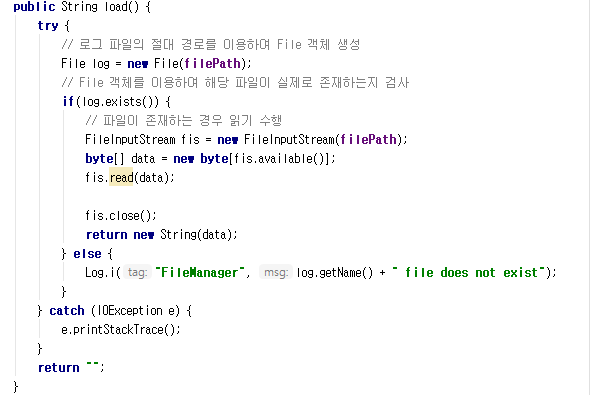 public String load() {
try {
// 로그 파일의 절대 경로를 이용하여 File 객체 생성
File log = new File(filePath);
// File 객체를 이용하여 해당 파일이 실제로 존재하는지 검사
if(log.exists()) {
// 파일이 존재하는 경우 읽기 수행
FileInputStream fis = new FileInputStream(filePath);
byte[] data = new byte[fis.available()];
fis.read(data);
fis.close();
return new String(data);
} else {
Log.i( tag: "FileManager", msg: log.getName() + " file does not exist");
}
} catch (IOException e) {
e.printStackTrace();
}
return "";
}